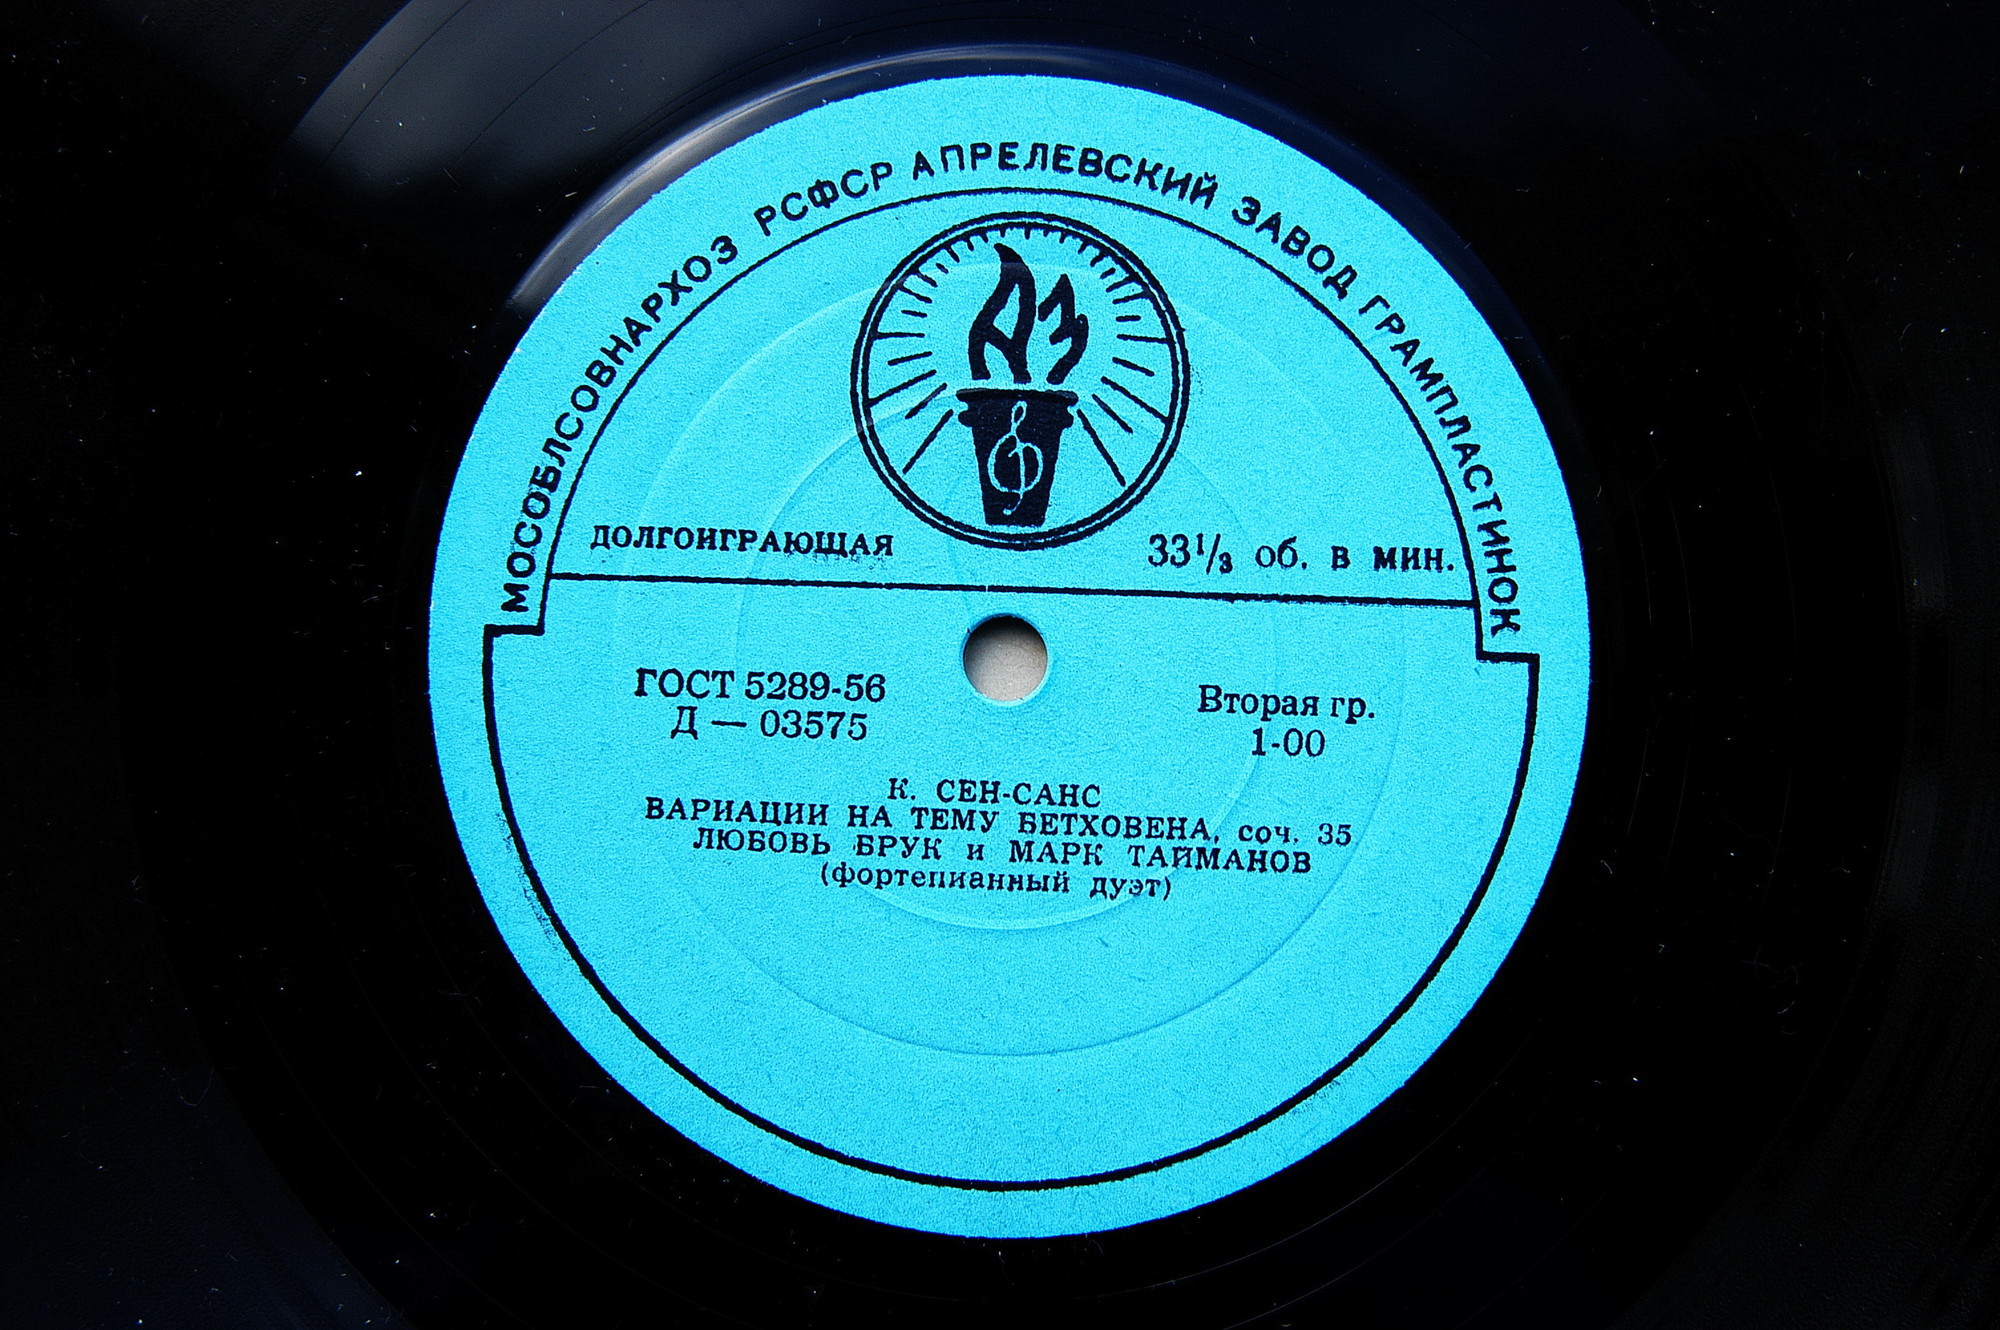 МОСОБЛСОВНАРХОЗ РСФСР АПРЕЛЕВСКИЙ ЗАВОД ГРАМПЛАСТИНОК
АЗ
ДОЛГОИГРАЮЩАЯ 33⅓ об. в мин.
ГОСТ 5289-56 Вторая гр.
Д — 03575 1-00
К. СЕН-САНС
ВАРИАЦИИ НА ТЕМУ БЕТХОВЕНА, соч. 35
ЛЮБОВЬ БРУК и МАРК ТАЙМАНОВ
(фортепианный дуэт)